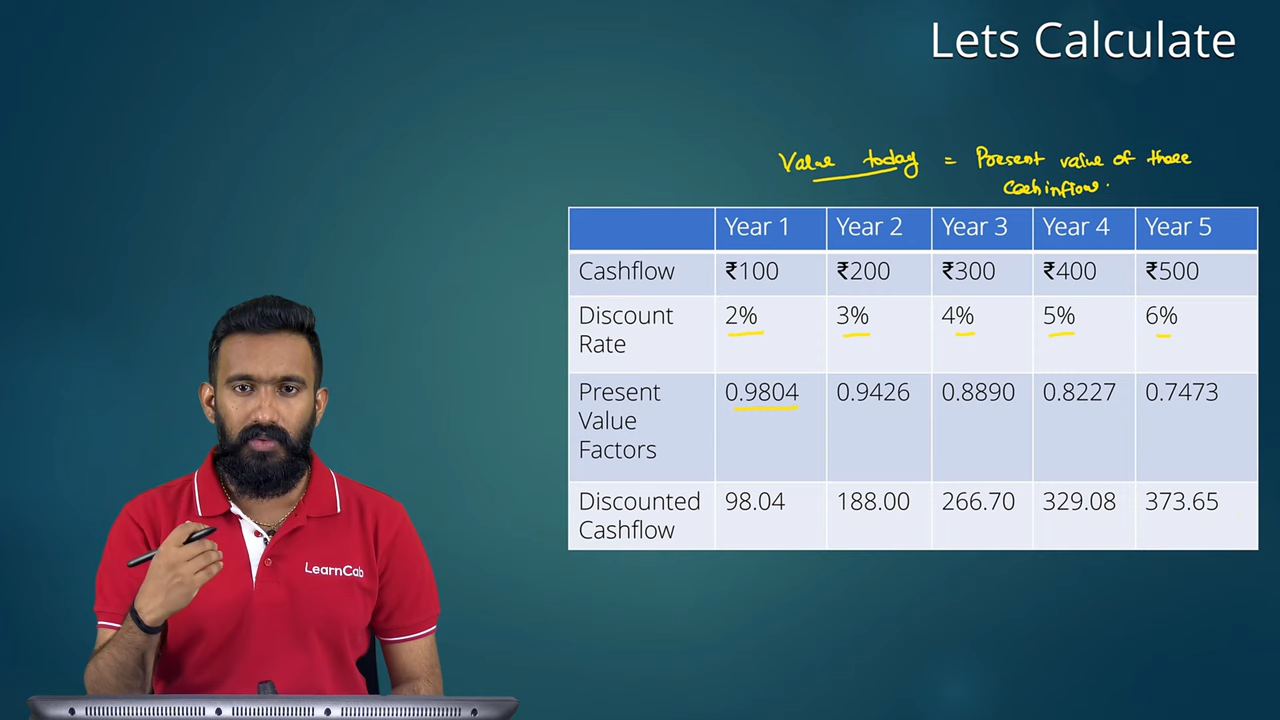 Lets Calculate
Value today = Present value of these
Cash inflow.
Year 1 Year 2 Year 3 Year 4 Year 5
Cashflow ₹100 ₹200 ₹300 ₹400 ₹500
Discount Rate 2% 3% 4% 5% 6%
Present Value Factors 0.9804 0.9426 0.8890 0.8227 0.7473
Discounted Cashflow 98.04 188.00 266.70 329.08 373.65
LearnCab